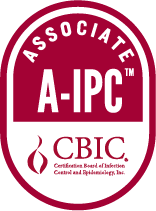 ASSOCIATE
A-IPC™
CBIC®
Certification Board of Infection
Control and Epidemiology, Inc.